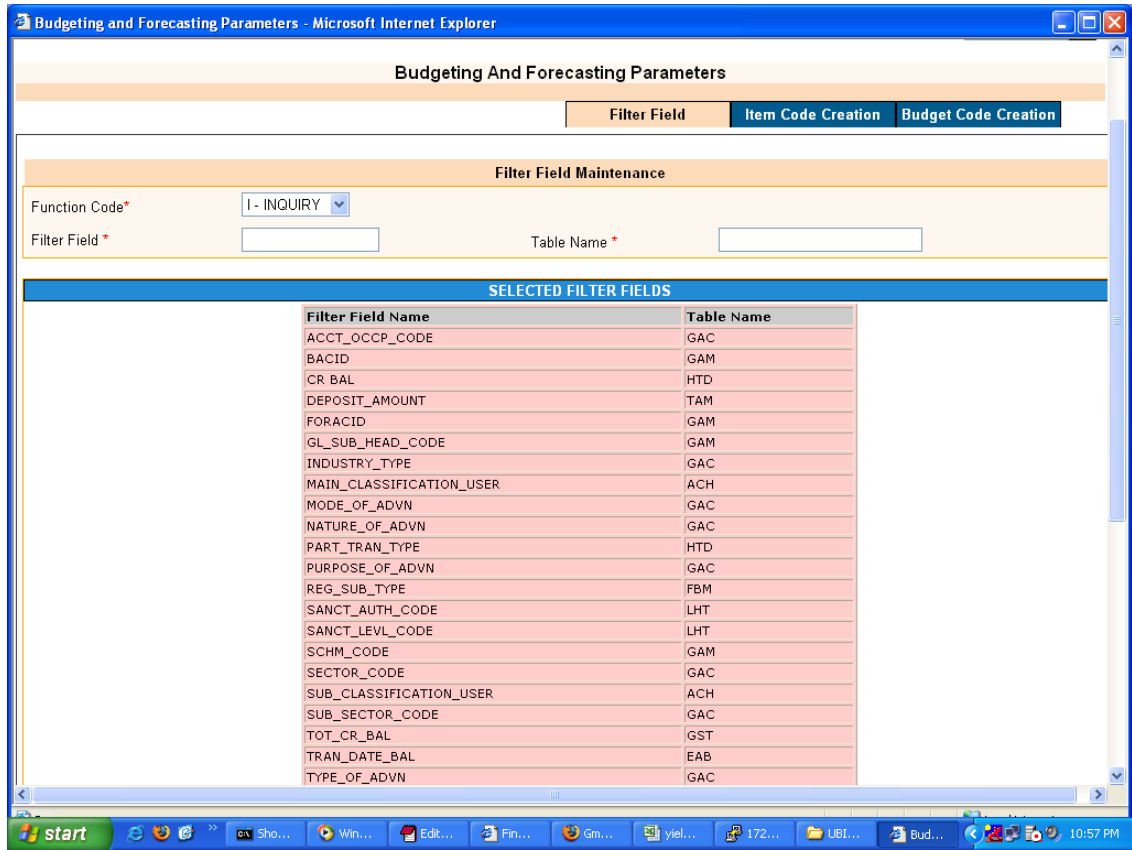 Budgeting and Forecasting Parameters - Microsoft Internet Explorer
Budgeting And Forecasting Parameters
Filter Field Item Code Creation Budget Code Creation
Filter Field Maintenance
Function Code* I - INQUIRY
Filter Field * Table Name *
SELECTED FILTER FIELDS
Filter Field Name Table Name
ACCT_OCCP_CODE GAC
BACID GAM
CR BAL HTD
DEPOSIT_AMOUNT TAM
FORACID GAM
GL_SUB_HEAD_CODE GAM
INDUSTRY_TYPE GAC
MAIN_CLASSIFICATION_USER ACH
MODE_OF_ADVN GAC
NATURE_OF_ADVN GAC
PART_TRAN_TYPE HTD
PURPOSE_OF_ADVN GAC
REG_SUB_TYPE FBM
SANCT_AUTH_CODE LHT
SANCT_LEVL_CODE LHT
SCHM_CODE GAM
SECTOR_CODE GAC
SUB_CLASSIFICATION_USER ACH
SUB_SECTOR_CODE GAC
TOT_CR_BAL GST
TRAN_DATE_BAL EAB
TYPE_OF_ADVN GAC
start Sho... Win... Edit... Fin... Gm... yiel... 172... UBI... Bud... 10:57 PM